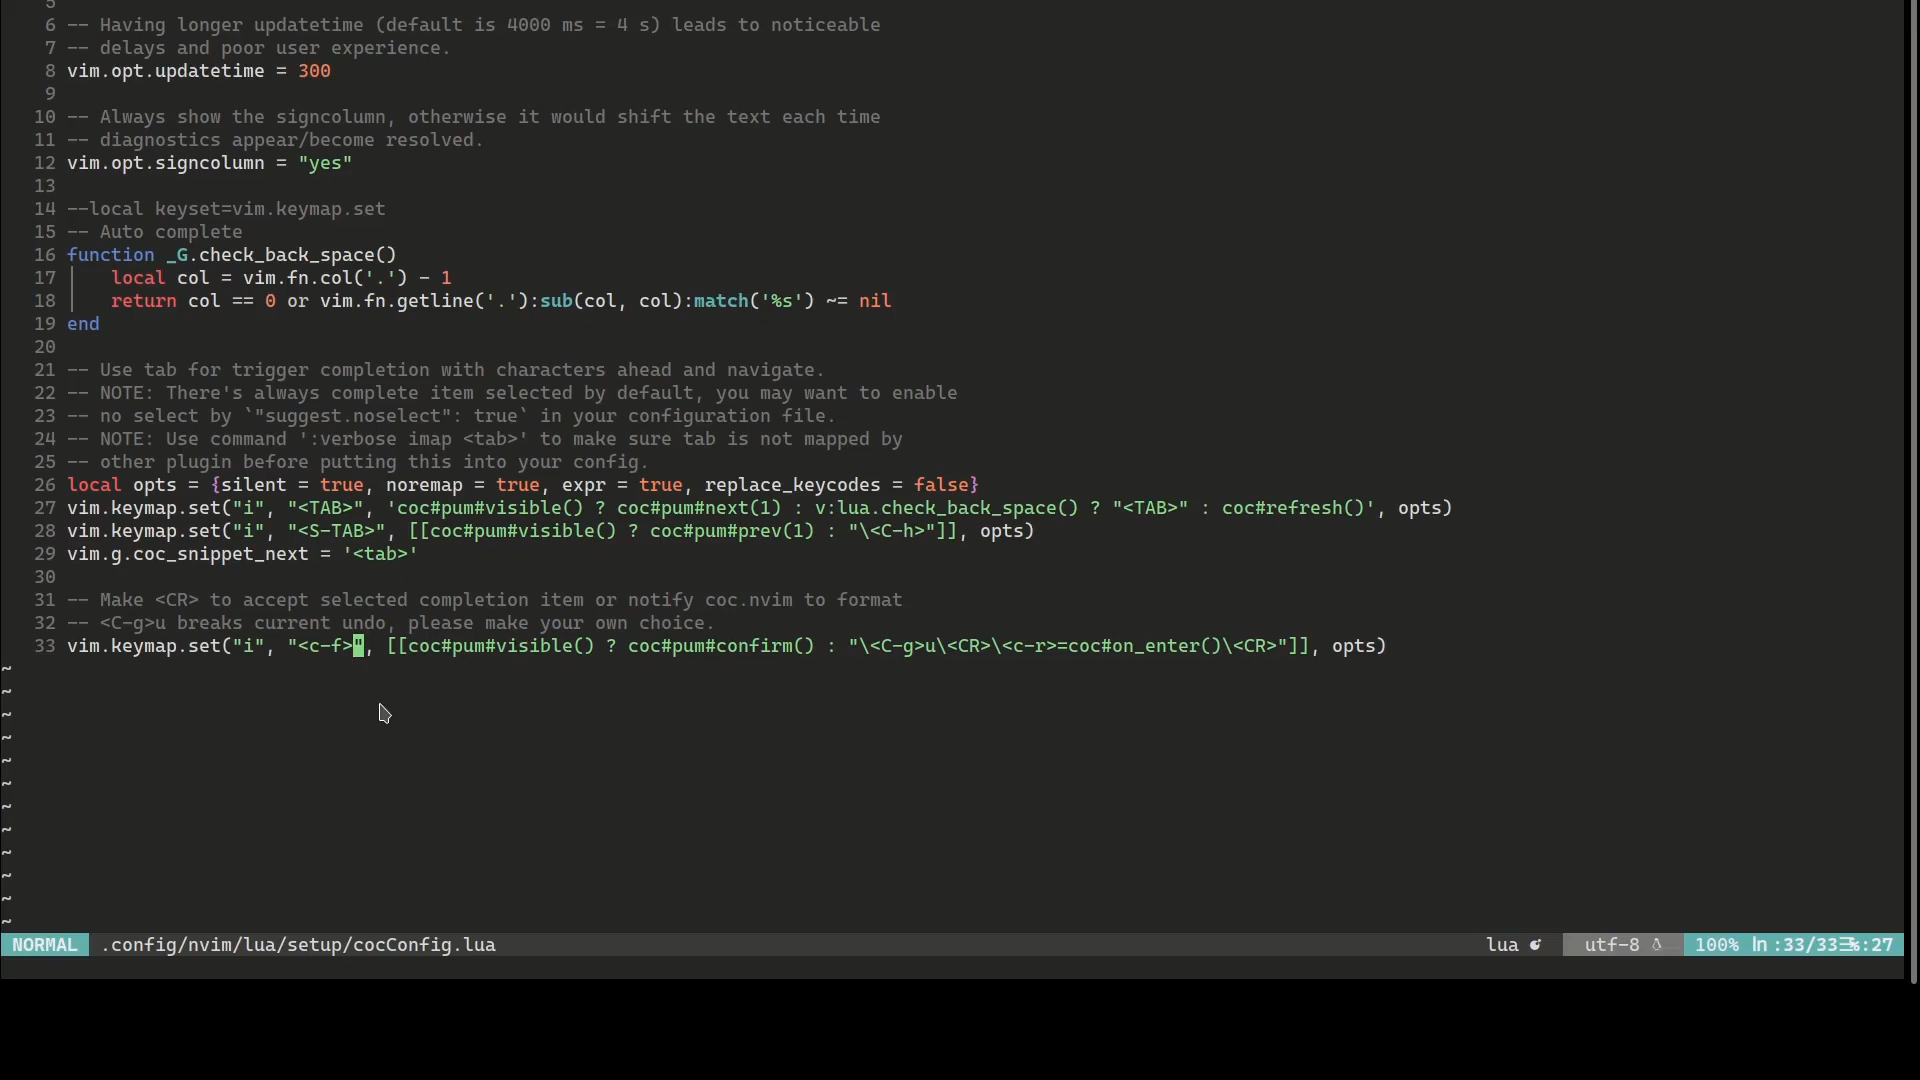 5
6 -- Having longer updatetime (default is 4000 ms = 4 s) leads to noticeable
7 -- delays and poor user experience.
8 vim.opt.updatetime = 300
9
10 -- Always show the signcolumn, otherwise it would shift the text each time
11 -- diagnostics appear/become resolved.
12 vim.opt.signcolumn = "yes"
13
14 --local keyset=vim.keymap.set
15 -- Auto complete
16 function _G.check_back_space()
17     local col = vim.fn.col('.') - 1
18     return col == 0 or vim.fn.getline('.'):sub(col, col):match('%s') ~= nil
19 end
20
21 -- Use tab for trigger completion with characters ahead and navigate.
22 -- NOTE: There's always complete item selected by default, you may want to enable
23 -- no select by `"suggest.noselect": true` in your configuration file.
24 -- NOTE: Use command ':verbose imap <tab>' to make sure tab is not mapped by
25 -- other plugin before putting this into your config.
26 local opts = {silent = true, noremap = true, expr = true, replace_keycodes = false}
27 vim.keymap.set("i", "<TAB>", 'coc#pum#visible() ? coc#pum#next(1) : v:lua.check_back_space() ? "<TAB>" : coc#refresh()', opts)
28 vim.keymap.set("i", "<S-TAB>", [[coc#pum#visible() ? coc#pum#prev(1) : "\<C-h>"]], opts)
29 vim.g.coc_snippet_next = '<tab>'
30
31 -- Make <CR> to accept selected completion item or notify coc.nvim to format
32 -- <C-g>u breaks current undo, please make your own choice.
33 vim.keymap.set("i", "<c-f>", [[coc#pum#visible() ? coc#pum#confirm() : "\<C-g>u\<CR>\<c-r>=coc#on_enter()\<CR>"]], opts)
~
~
~
~
~
~
~
~
~
~
~
~
NORMAL .config/nvim/lua/setup/cocConfig.lua lua utf-8 100% ln :33/33☰℅:27